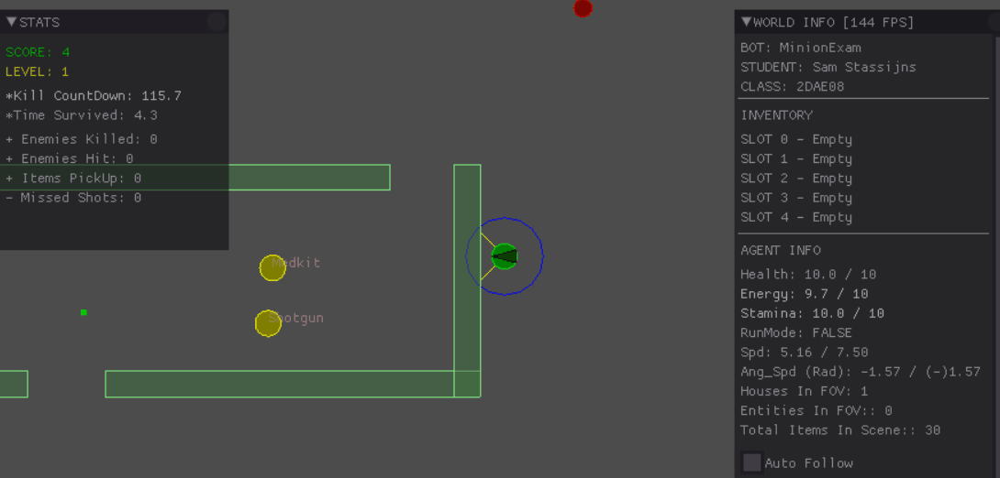 STATS
SCORE: 4
LEVEL: 1
*Kill CountDown: 115.7
*Time Survived: 4.3
+ Enemies Killed: 0
+ Enemies Hit: 0
+ Items PickUp: 0
- Missed Shots: 0
Medkit
Shotgun
WORLD INFO [144 FPS]
BOT: MinionExam
STUDENT: Sam Stassijns
CLASS: 2DAE08
INVENTORY
SLOT 0 - Empty
SLOT 1 - Empty
SLOT 2 - Empty
SLOT 3 - Empty
SLOT 4 - Empty
AGENT INFO
Health: 10.0 / 10
Energy: 9.7 / 10
Stamina: 10.0 / 10
RunMode: FALSE
Spd: 5.16 / 7.50
Ang_Spd (Rad): -1.57 / (-)1.57
Houses In FOV: 1
Entities In FOV:: 0
Total Items In Scene:: 30
Auto Follow